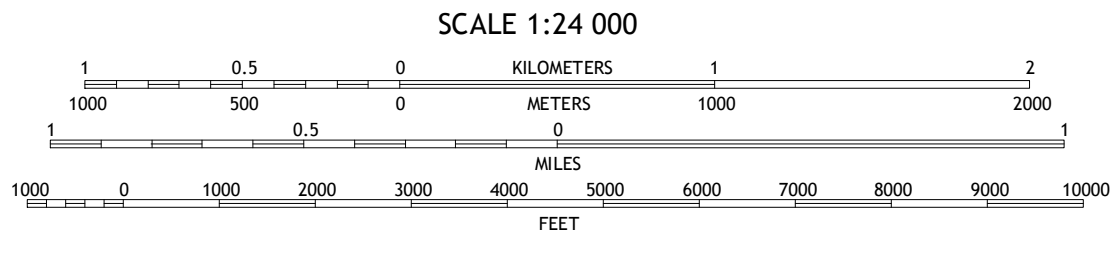 SCALE 1:24 000
1 0.5 0 KILOMETERS 1 2
1000 500 0 METERS 1000 2000
1 0.5 0 1
MILES
1000 0 1000 2000 3000 4000 5000 6000 7000 8000 9000 10000
FEET